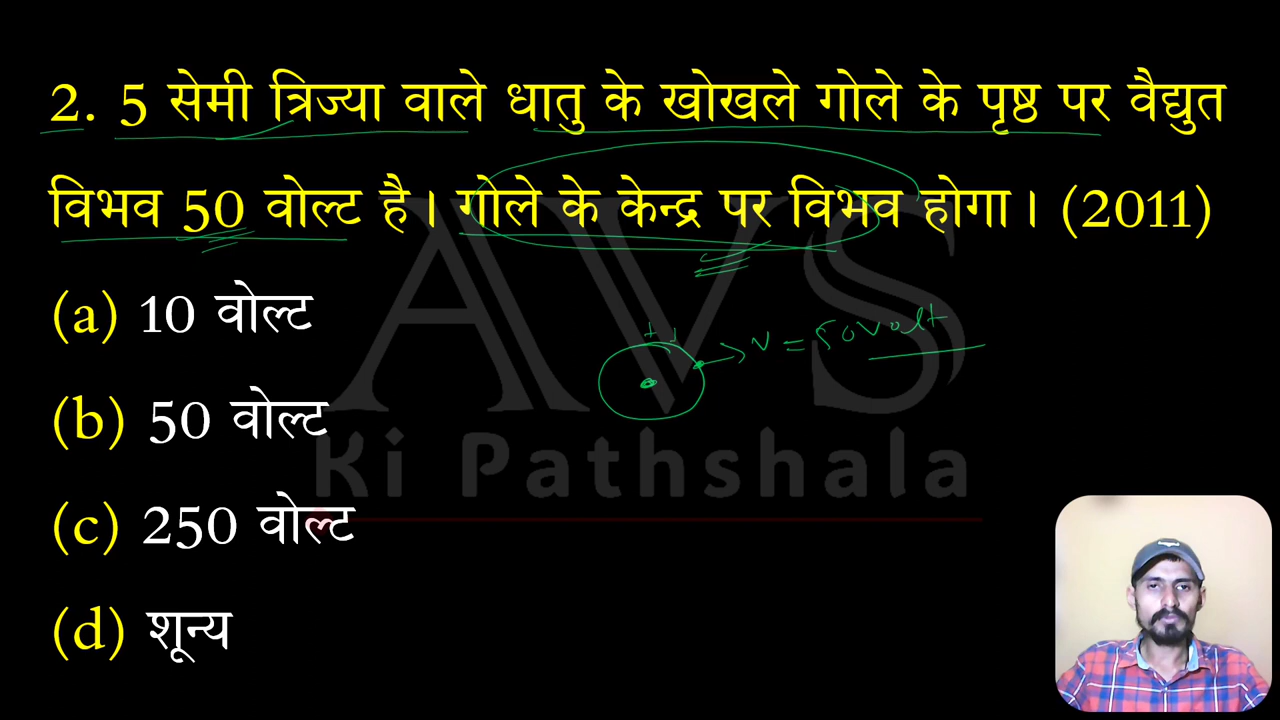 2. 5 सेमी त्रिज्या वाले धातु के खोखले गोले के पृष्ठ पर वैद्युत
विभव 50 वोल्ट है। गोले के केन्द्र पर विभव होगा। (2011)
(a) 10 वोल्ट
(b) 50 वोल्ट
(c) 250 वोल्ट
(d) शून्य
+ +
V = 50 Volt
AVS
Ki Pathshala